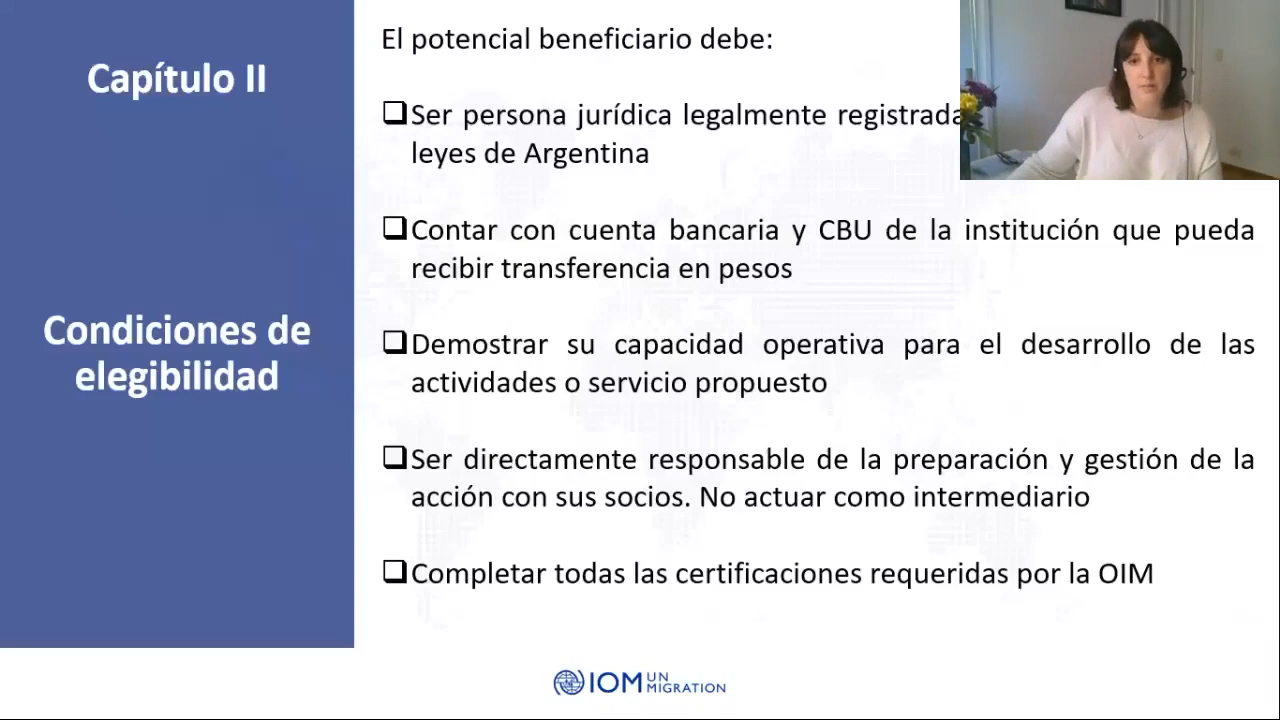 Capítulo II
Condiciones de
elegibilidad
El potencial beneficiario debe:
Ser persona jurídica legalmente registrada
leyes de Argentina
Contar con cuenta bancaria y CBU de la institución que pueda
recibir transferencia en pesos
Demostrar su capacidad operativa para el desarrollo de las
actividades o servicio propuesto
Ser directamente responsable de la preparación y gestión de la
acción con sus socios. No actuar como intermediario
Completar todas las certificaciones requeridas por la OIM
IOM UN MIGRATION